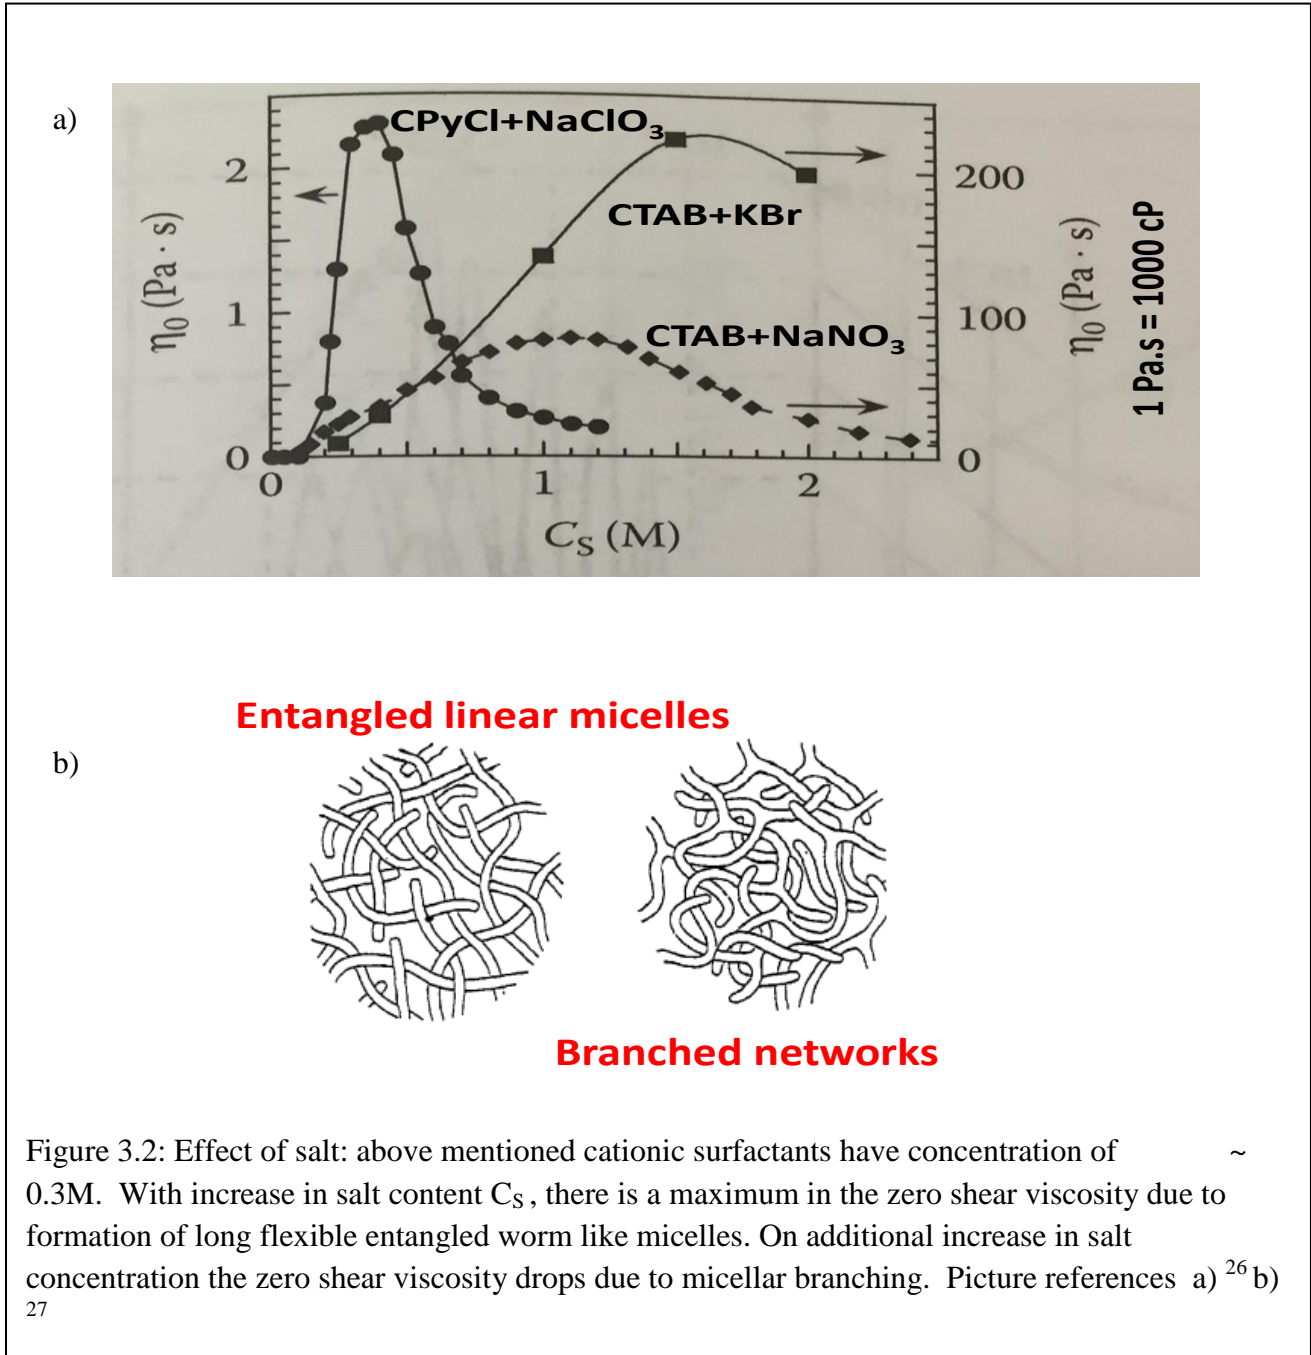 a)
CPyCl+NaClO3
CTAB+KBr
CTAB+NaNO3
2
1
0
η0 (Pa · s)
200
100
0
η0 (Pa · s)
1 Pa.s = 1000 cP
0
1
2
CS (M)
Entangled linear micelles
b)
Branched networks
Figure 3.2: Effect of salt: above mentioned cationic surfactants have concentration of ~
0.3M. With increase in salt content CS , there is a maximum in the zero shear viscosity due to
formation of long flexible entangled worm like micelles. On additional increase in salt
concentration the zero shear viscosity drops due to micellar branching. Picture references a) 26 b)
27